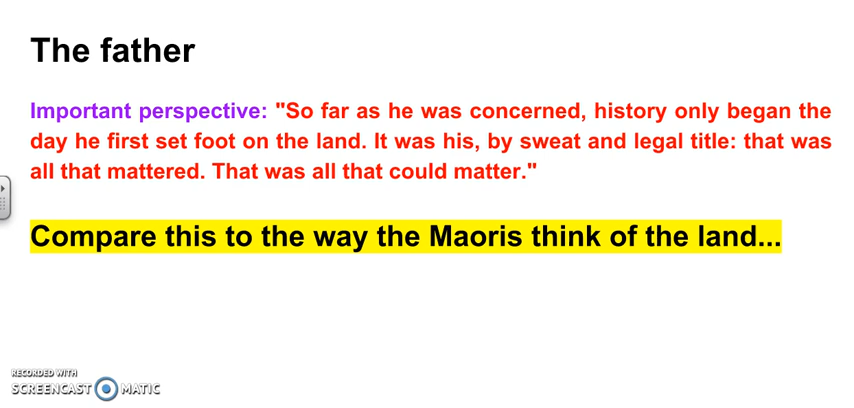 The father
Important perspective: "So far as he was concerned, history only began the
day he first set foot on the land. It was his, by sweat and legal title: that was
all that mattered. That was all that could matter."
Compare this to the way the Maoris think of the land...
RECORDED WITH
SCREENCAST MATIC